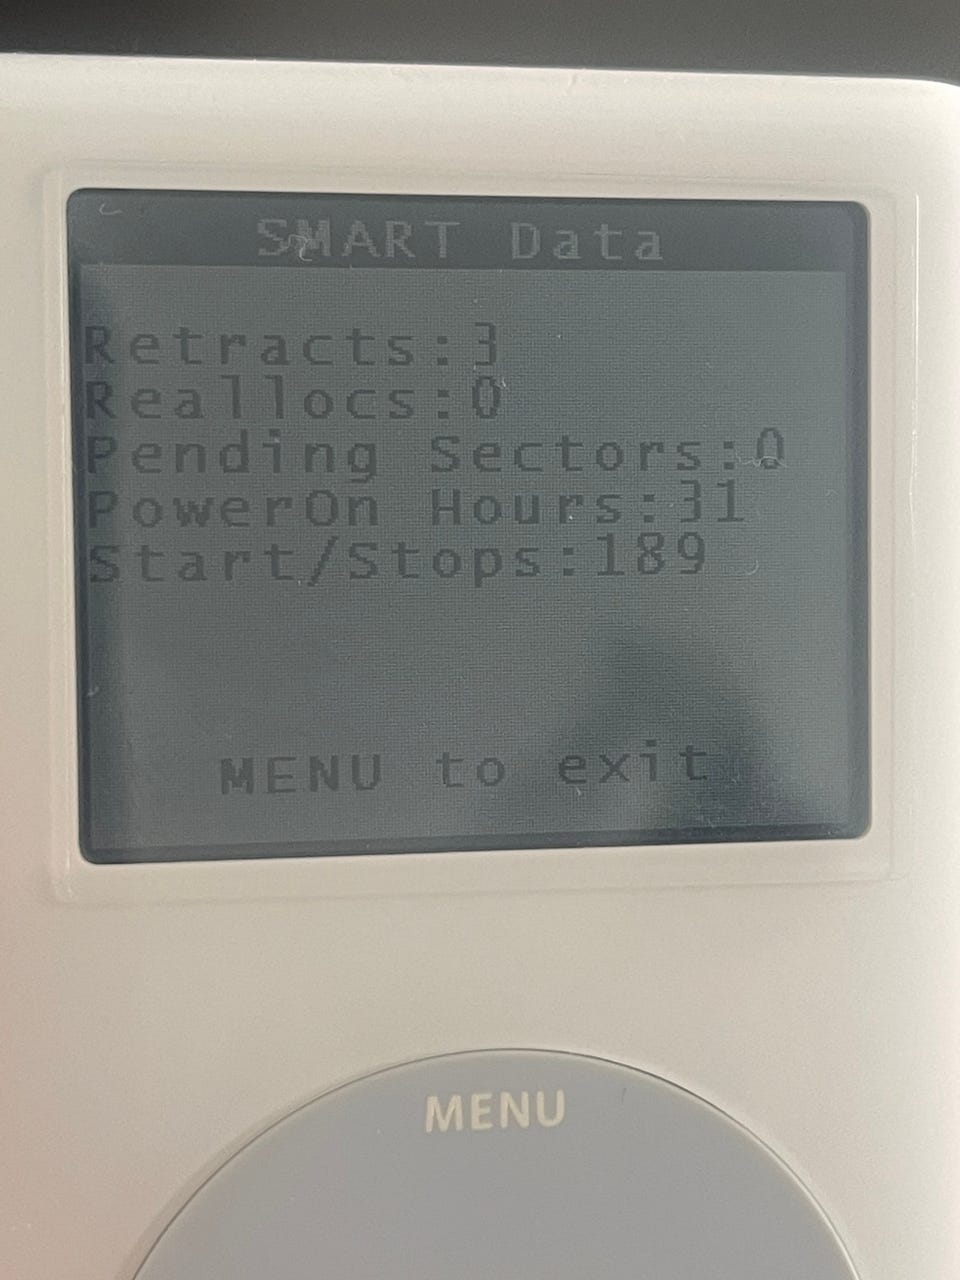 SMART Data
Retracts:3
Reallocs:0
Pending Sectors:0
PowerOn Hours:31
Start/Stops:189
MENU to exit
MENU